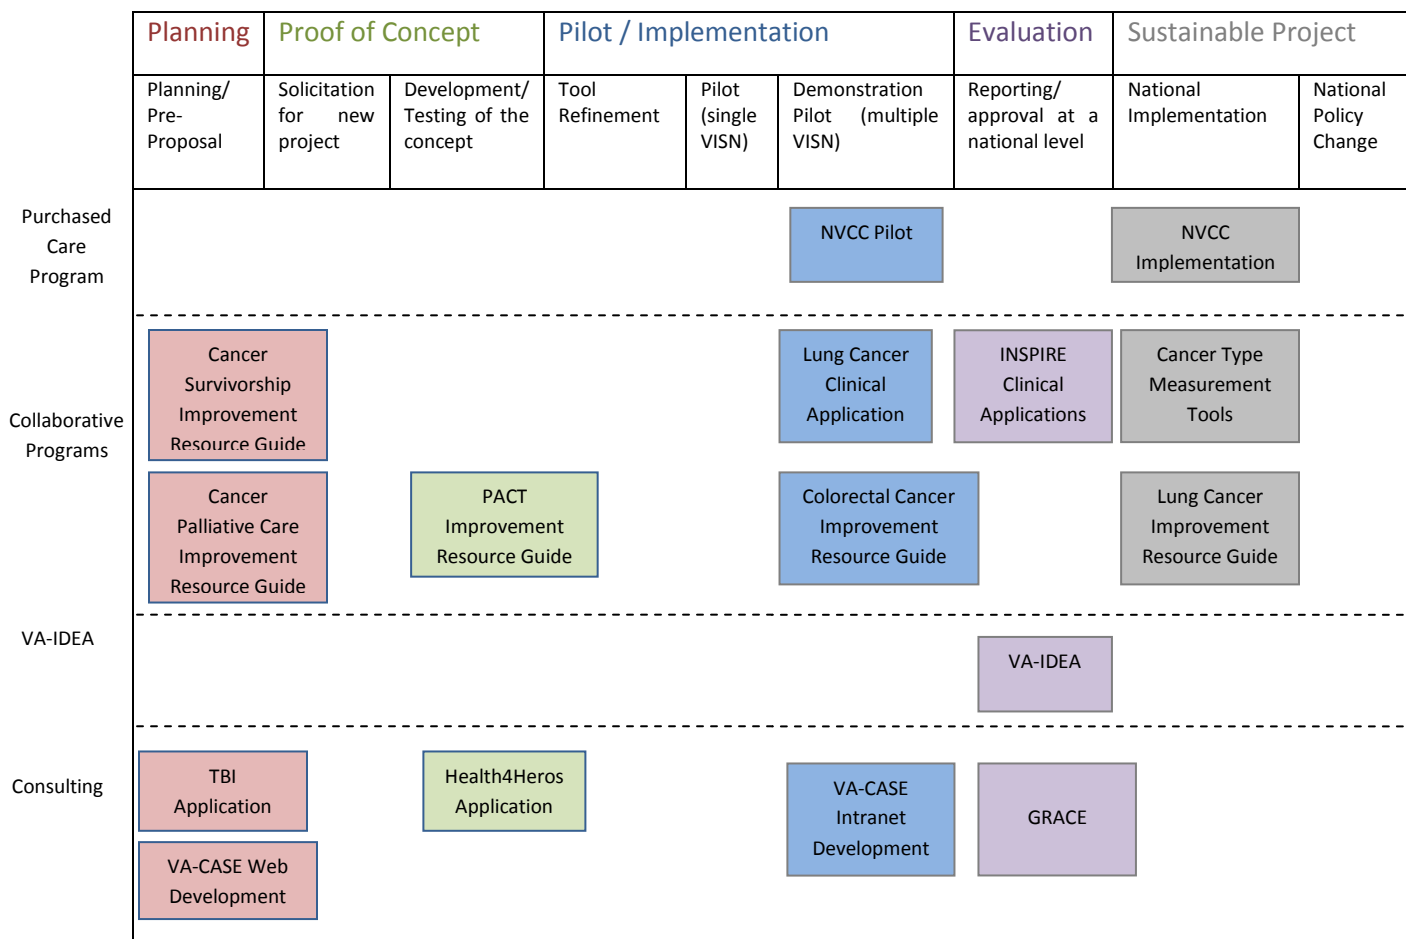 Planning
Proof of Concept
Pilot / Implementation
Evaluation
Sustainable Project
Planning/
Pre-
Proposal
Solicitation
for new
project
Development/
Testing of the
concept
Tool
Refinement
Pilot
(single
VISN)
Demonstration
Pilot (multiple
VISN)
Reporting/
approval at a
national level
National
Implementation
National
Policy
Change
Purchased
Care
Program
NVCC Pilot
NVCC
Implementation
Collaborative
Programs
Cancer
Survivorship
Improvement
Resource Guide
Lung Cancer
Clinical
Application
INSPIRE
Clinical
Applications
Cancer Type
Measurement
Tools
Cancer
Palliative Care
Improvement
Resource Guide
PACT
Improvement
Resource Guide
Colorectal Cancer
Improvement
Resource Guide
Lung Cancer
Improvement
Resource Guide
VA-IDEA
VA-IDEA
Consulting
TBI
Application
Health4Heros
Application
VA-CASE
Intranet
Development
GRACE
VA-CASE Web
Development